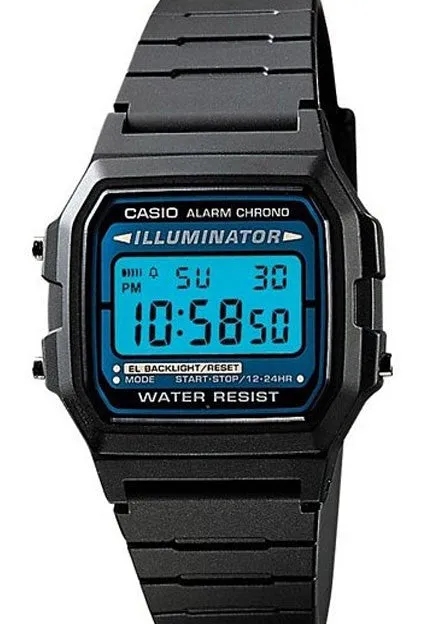 CASIO ALARM CHRONO
ILLUMINATOR
SU 30
PM
10:58 50
EL BACKLIGHT/RESET
MODE START·STOP/12·24HR
WATER RESIST